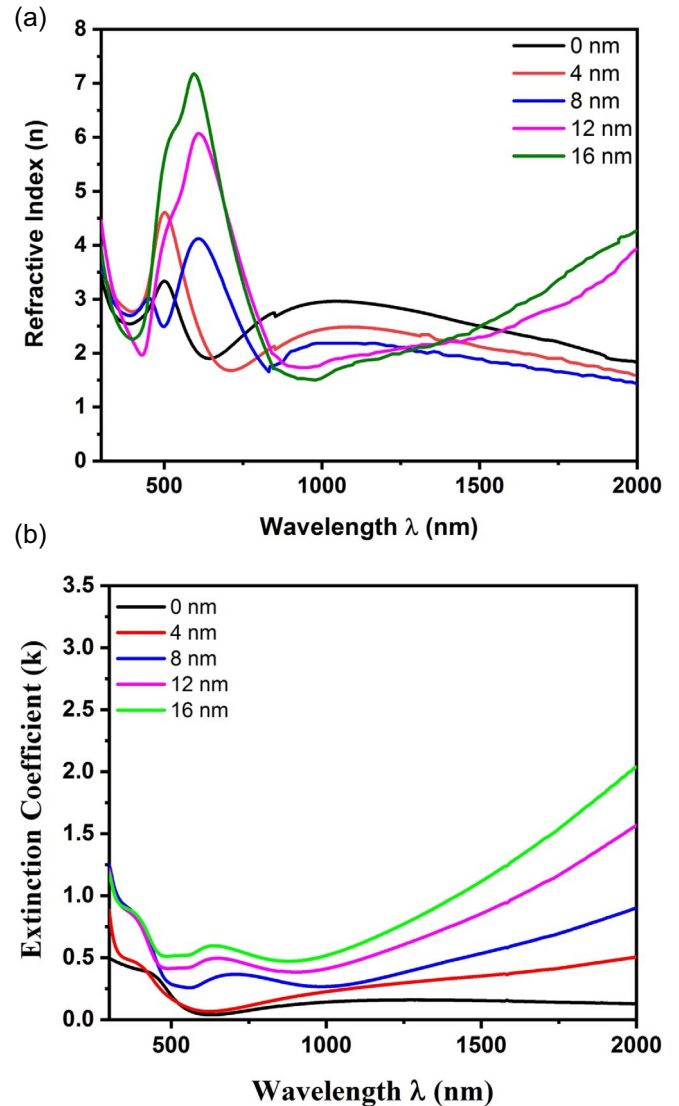 (a)
8
7
6
5
4
3
2
1
0
Refractive Index (n)
0 nm
4 nm
8 nm
12 nm
16 nm
500
1000
1500
2000
Wavelength λ (nm)
(b)
3.5
3.0
2.5
2.0
1.5
1.0
0.5
0.0
Extinction Coefficient (k)
0 nm
4 nm
8 nm
12 nm
16 nm
500
1000
1500
2000
Wavelength λ (nm)